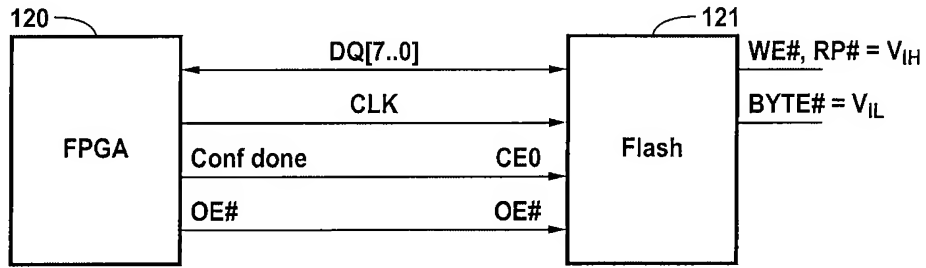 120
121
DQ[7..0]
WE#, RP# = VIH
CLK
BYTE# = VIL
FPGA
Flash
Conf done CE0
OE# OE#